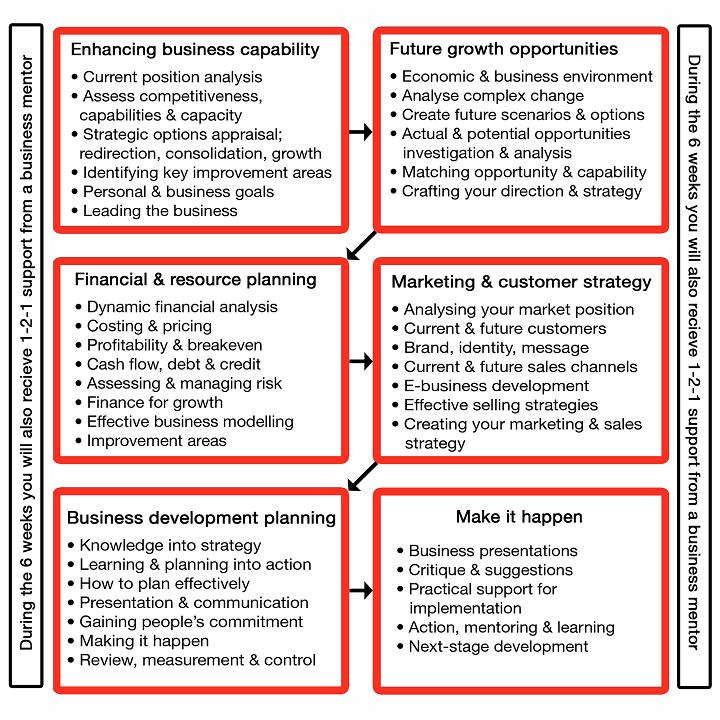 During the 6 weeks you will also recieve 1-2-1 support from a business mentor
Enhancing business capability
• Current position analysis
• Assess competitiveness,
capabilities & capacity
• Strategic options appraisal;
redirection, consolidation, growth
• Identifying key improvement areas
• Personal & business goals
• Leading the business
Future growth opportunities
• Economic & business environment
• Analyse complex change
• Create future scenarios & options
• Actual & potential opportunities
investigation & analysis
• Matching opportunity & capability
• Crafting your direction & strategy
Financial & resource planning
• Dynamic financial analysis
• Costing & pricing
• Profitability & breakeven
• Cash flow, debt & credit
• Assessing & managing risk
• Finance for growth
• Effective business modelling
• Improvement areas
Marketing & customer strategy
• Analysing your market position
• Current & future customers
• Brand, identity, message
• Current & future sales channels
• E-business development
• Effective selling strategies
• Creating your marketing & sales
strategy
Business development planning
• Knowledge into strategy
• Learning & planning into action
• How to plan effectively
• Presentation & communication
• Gaining people's commitment
• Making it happen
• Review, measurement & control
Make it happen
• Business presentations
• Critique & suggestions
• Practical support for
implementation
• Action, mentoring & learning
• Next-stage development
During the 6 weeks you will also recieve 1-2-1 support from a business mentor